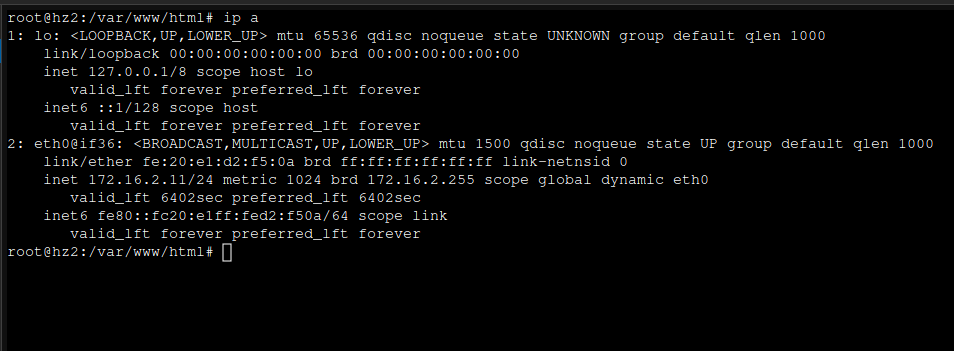 root@hz2:/var/www/html# ip a
1: lo: <LOOPBACK,UP,LOWER_UP> mtu 65536 qdisc noqueue state UNKNOWN group default qlen 1000
    link/loopback 00:00:00:00:00:00 brd 00:00:00:00:00:00
    inet 127.0.0.1/8 scope host lo
       valid_lft forever preferred_lft forever
    inet6 ::1/128 scope host
       valid_lft forever preferred_lft forever
2: eth0@if36: <BROADCAST,MULTICAST,UP,LOWER_UP> mtu 1500 qdisc noqueue state UP group default qlen 1000
    link/ether fe:20:e1:d2:f5:0a brd ff:ff:ff:ff:ff:ff link-netnsid 0
    inet 172.16.2.11/24 metric 1024 brd 172.16.2.255 scope global dynamic eth0
       valid_lft 6402sec preferred_lft 6402sec
    inet6 fe80::fc20:e1ff:fed2:f50a/64 scope link
       valid_lft forever preferred_lft forever
root@hz2:/var/www/html#